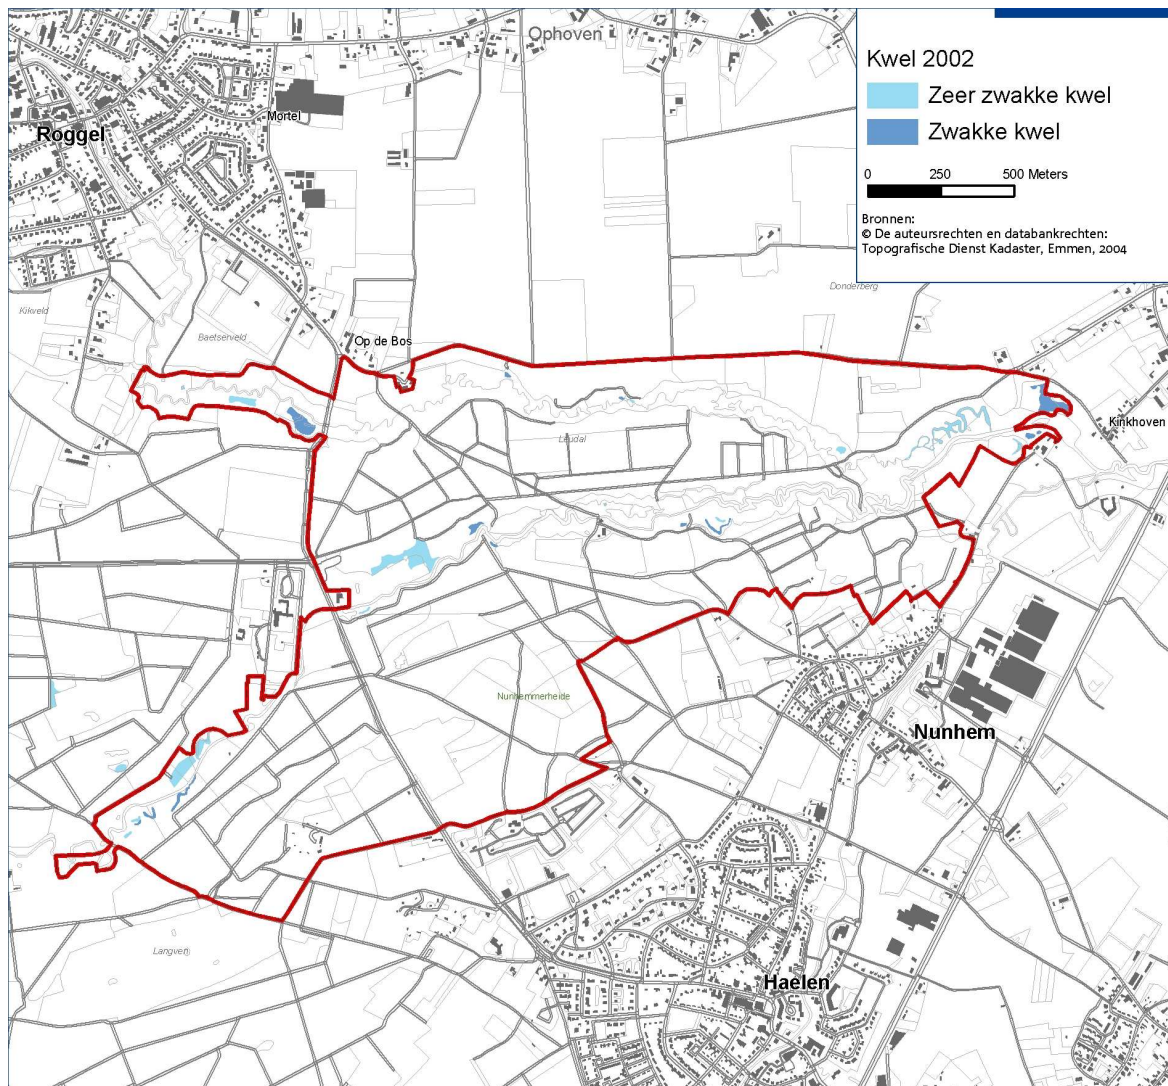 Ophoven
Kwel 2002
Zeer zwakke kwel
Zwakke kwel
0 250 500 Meters
Bronnen:
© De auteursrechten en databankrechten:
Topografische Dienst Kadaster, Emmen, 2004
Mortel
Roggel
Donderberg
Kikveld
Baetserveld
Op de Bos
Kinkhoven
Leudal
Nunhemmerheide
Nunhem
Langven
Haelen